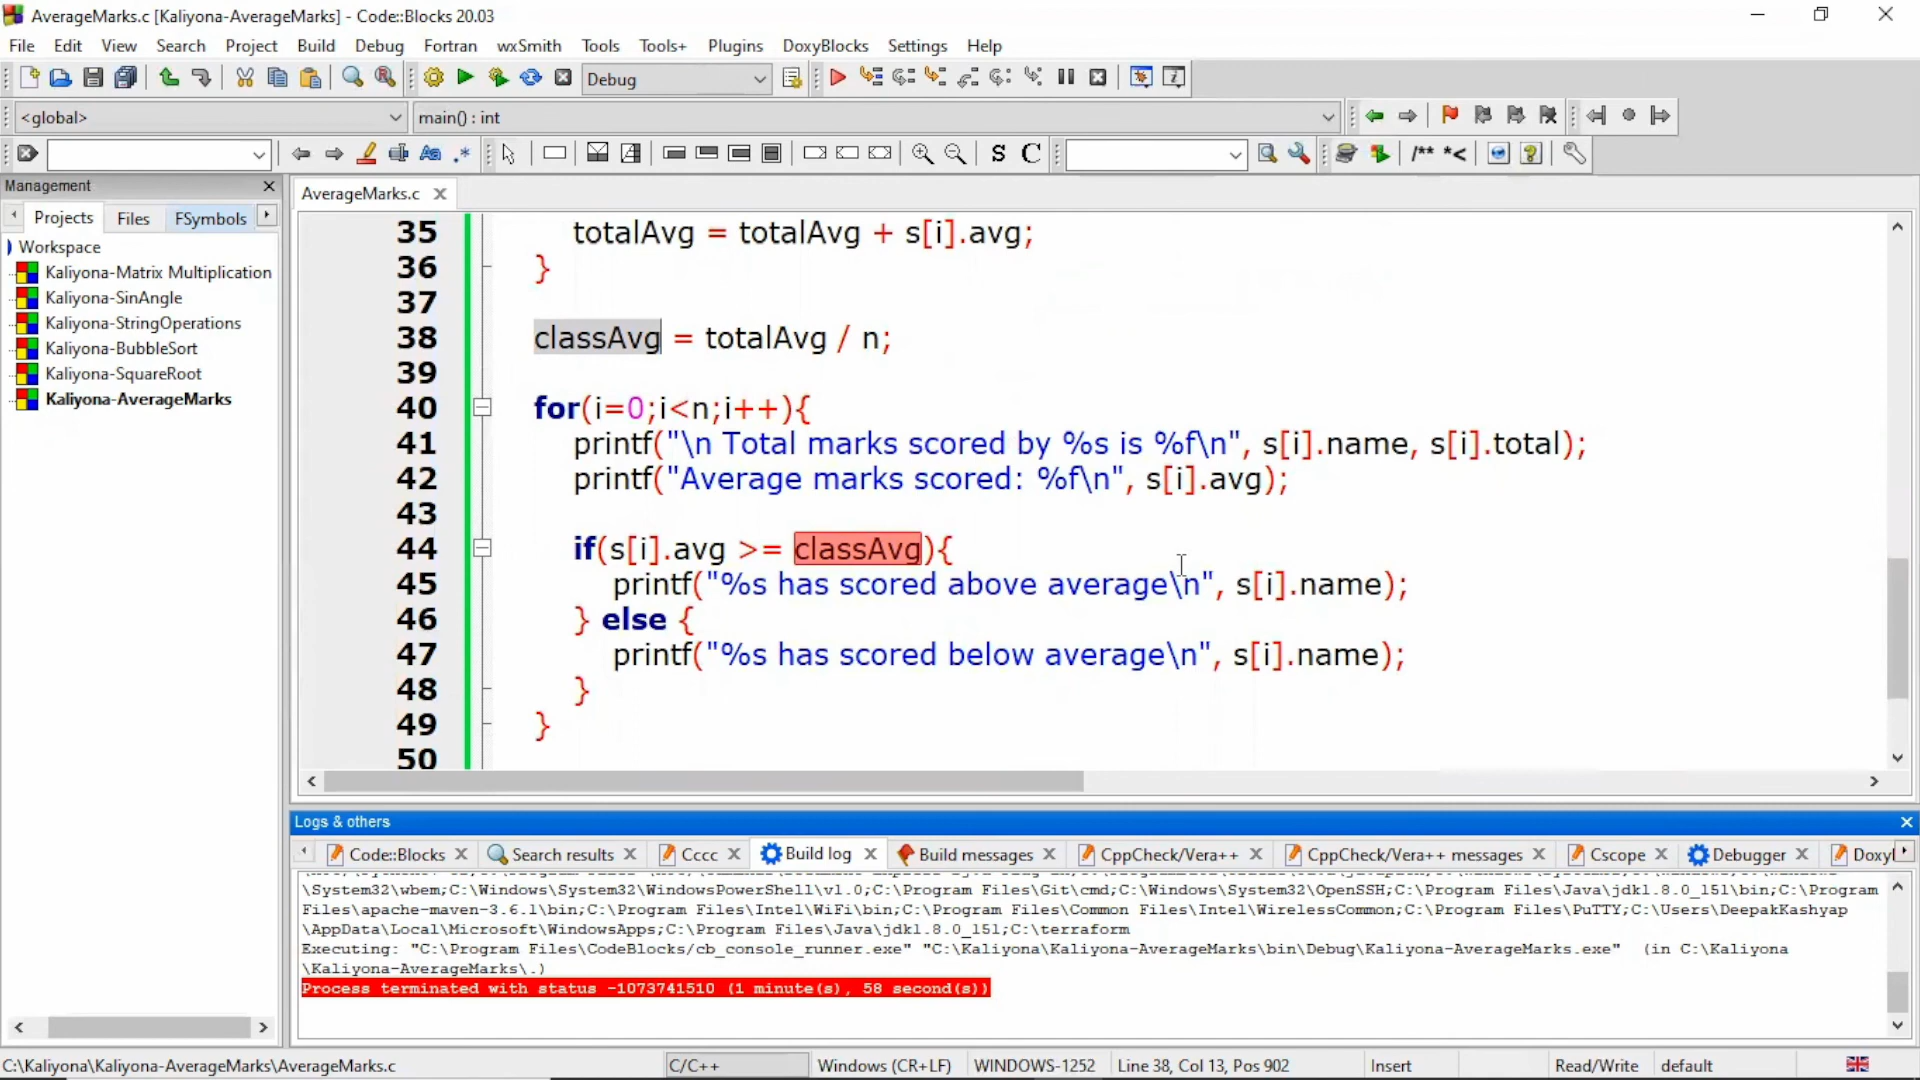 AverageMarks.c [Kaliyona-AverageMarks] - Code::Blocks 20.03
File Edit View Search Project Build Debug Fortran wxSmith Tools Tools+ Plugins DoxyBlocks Settings Help
Debug
<global> main() : int
S C /** *<
Management
Projects Files FSymbols
Workspace
Kaliyona-Matrix Multiplication
Kaliyona-SinAngle
Kaliyona-StringOperations
Kaliyona-BubbleSort
Kaliyona-SquareRoot
Kaliyona-AverageMarks
AverageMarks.c
35 totalAvg = totalAvg + s[i].avg;
36 }
37
38 classAvg = totalAvg / n;
39
40 for(i=0;i<n;i++){
41 printf("\n Total marks scored by %s is %f\n", s[i].name, s[i].total);
42 printf("Average marks scored: %f\n", s[i].avg);
43
44 if(s[i].avg >= classAvg){
45 printf("%s has scored above average\n", s[i].name);
46 } else {
47 printf("%s has scored below average\n", s[i].name);
48 }
49 }
50
Logs & others
Code::Blocks Search results Cccc Build log Build messages CppCheck/Vera++ CppCheck/Vera++ messages Cscope Debugger Doxyl
\System32\wbem;C:\Windows\System32\WindowsPowerShell\v1.0;C:\Program Files\Git\cmd;C:\Windows\System32\OpenSSH;C:\Program Files\Java\jdk1.8.0_151\bin;C:\Program
Files\apache-maven-3.6.1\bin;C:\Program Files\Intel\WiFi\bin;C:\Program Files\Common Files\Intel\WirelessCommon;C:\Program Files\PuTTY;C:\Users\DeepakKashyap
\AppData\Local\Microsoft\WindowsApps;C:\Program Files\Java\jdk1.8.0_151;C:\terraform
Executing: "C:\Program Files\CodeBlocks/cb_console_runner.exe" "C:\Kaliyona\Kaliyona-AverageMarks\bin\Debug\Kaliyona-AverageMarks.exe" (in C:\Kaliyona
\Kaliyona-AverageMarks\.)
Process terminated with status -1073741510 (1 minute(s), 58 second(s))
C:\Kaliyona\Kaliyona-AverageMarks\AverageMarks.c C/C++ Windows (CR+LF) WINDOWS-1252 Line 38, Col 13, Pos 902 Insert Read/Write default